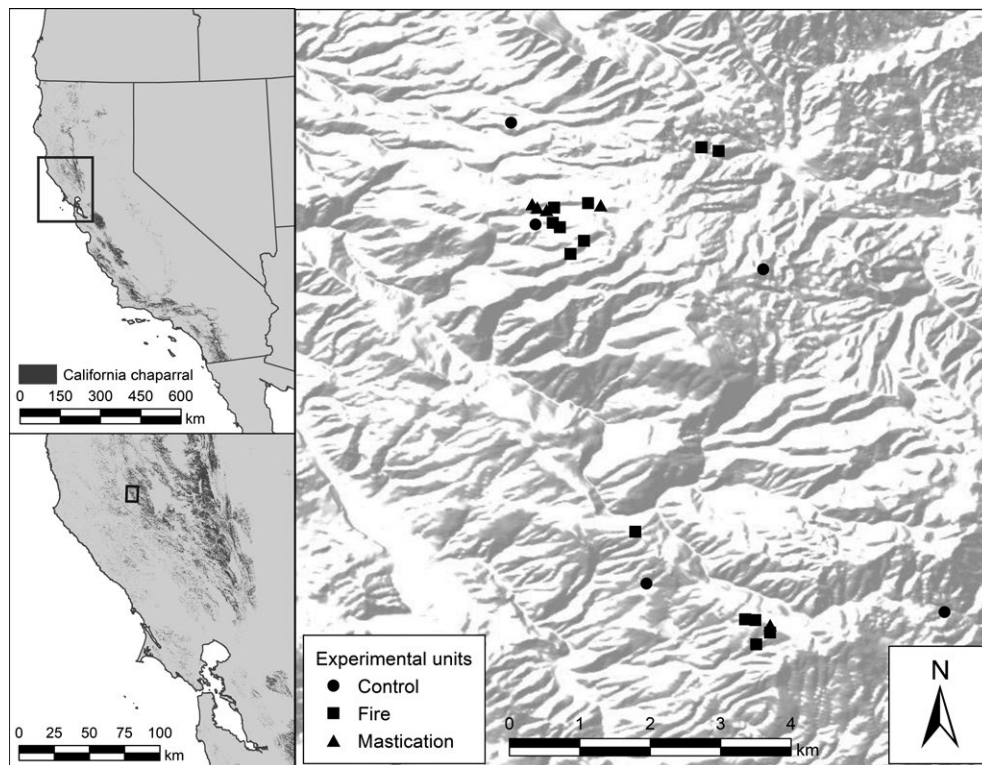 California chaparral
0 150 300 450 600
km
0 25 50 75 100
km
Experimental units
Control
Fire
Mastication
0 1 2 3 4
km
N